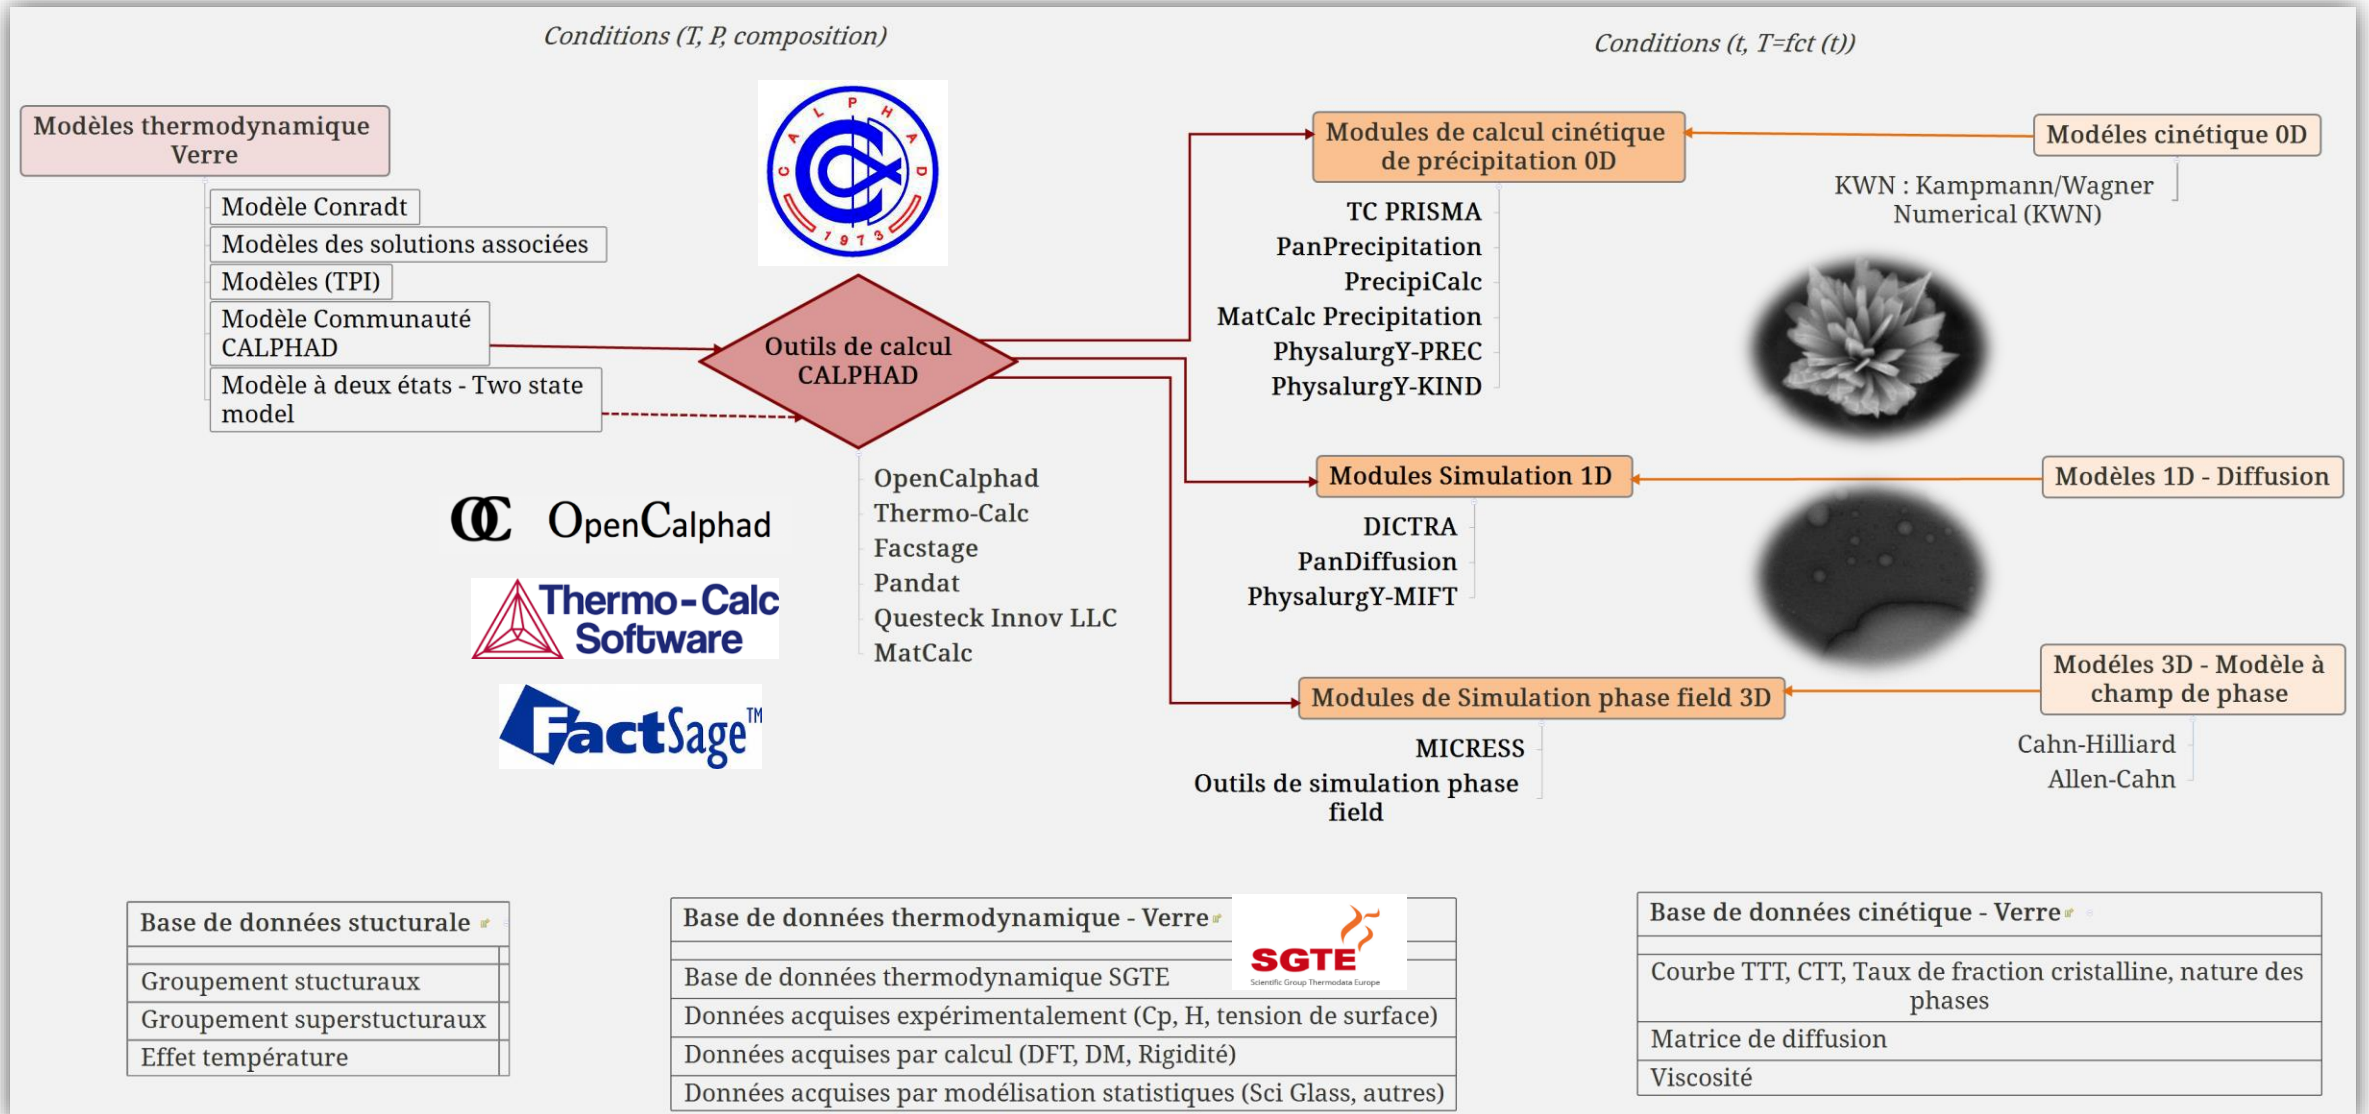 Conditions (T, P, composition)
Conditions (t, T=fct (t))
Modèles thermodynamique
Verre
Modèle Conradt
Modèles des solutions associées
Modèles (TPI)
Modèle Communauté
CALPHAD
Modèle à deux états - Two state
model
CALPHAD
1973
Outils de calcul
CALPHAD
OpenCalphad
Thermo-Calc
Facstage
Pandat
Questeck Innov LLC
MatCalc
OC OpenCalphad
Thermo-Calc
Software
FactSage™
Modules de calcul cinétique
de précipitation 0D
TC PRISMA
PanPrecipitation
PrecipiCalc
MatCalc Precipitation
PhysalurgY-PREC
PhysalurgY-KIND
Modéles cinétique 0D
KWN : Kampmann/Wagner
Numerical (KWN)
Modules Simulation 1D
DICTRA
PanDiffusion
PhysalurgY-MIFT
Modèles 1D - Diffusion
Modules de Simulation phase field 3D
MICRESS
Outils de simulation phase
field
Modéles 3D - Modèle à
champ de phase
Cahn-Hilliard
Allen-Cahn
Base de données stucturale
Groupement stucturaux
Groupement superstucturaux
Effet température
Base de données thermodynamique - Verre
SGTE
Scientific Group Thermodata Europe
Base de données thermodynamique SGTE
Données acquises expérimentalement (Cp, H, tension de surface)
Données acquises par calcul (DFT, DM, Rigidité)
Données acquises par modélisation statistiques (Sci Glass, autres)
Base de données cinétique - Verre
Courbe TTT, CTT, Taux de fraction cristalline, nature des
phases
Matrice de diffusion
Viscosité